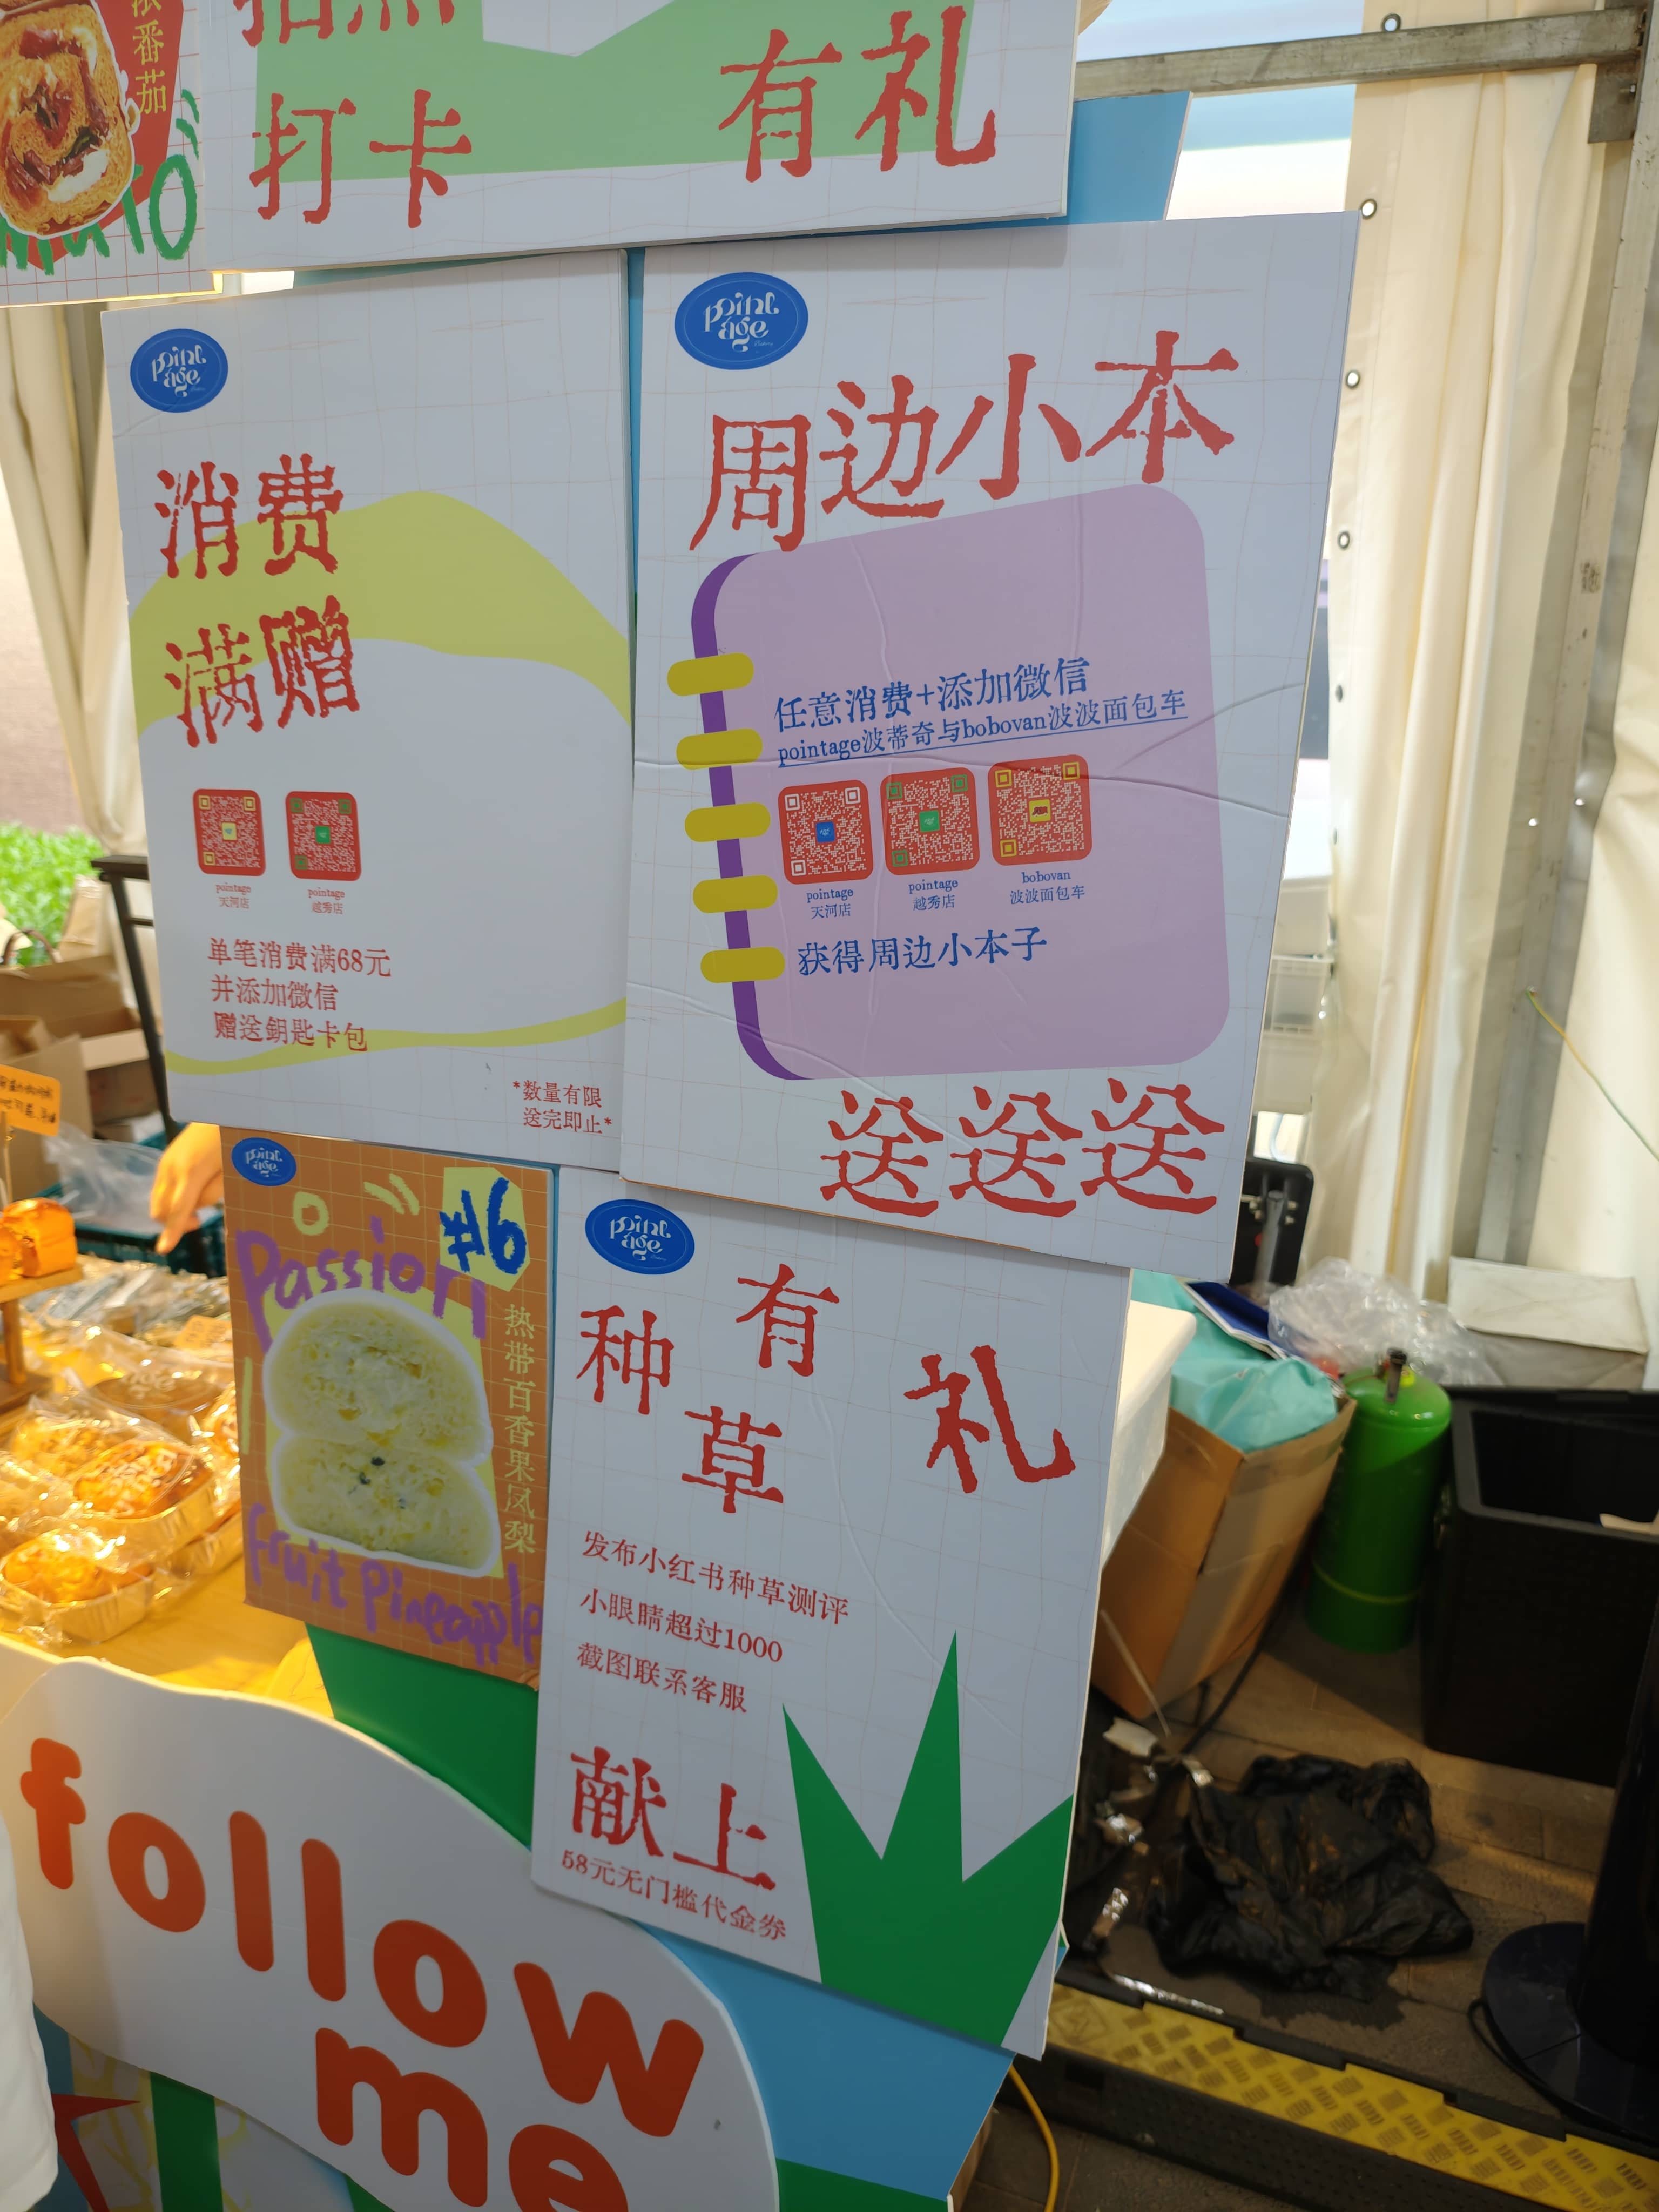 番茄
打卡
有礼
point
age
消费
满赠
pointage
天河店
pointage
越秀店
单笔消费满68元
并添加微信
赠送钥匙卡包
*数量有限
送完即止*
point
age
周边小本
任意消费+添加微信
pointage波蒂奇与bobovan波波面包车
pointage
天河店
pointage
越秀店
bobovan
波波面包车
获得周边小本子
送送送
point
age
#6
Passion
热带百香果凤梨
fruit Pineapple
point
age
种草
有礼
发布小红书种草测评
小眼睛超过1000
截图联系客服
献上
58元无门槛代金券
follow
me